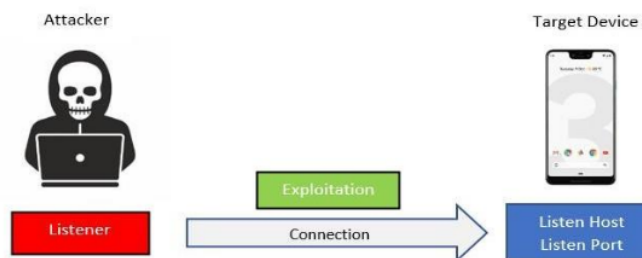 Attacker
Target Device
Exploitation
Listener
Connection
Listen Host
Listen Port